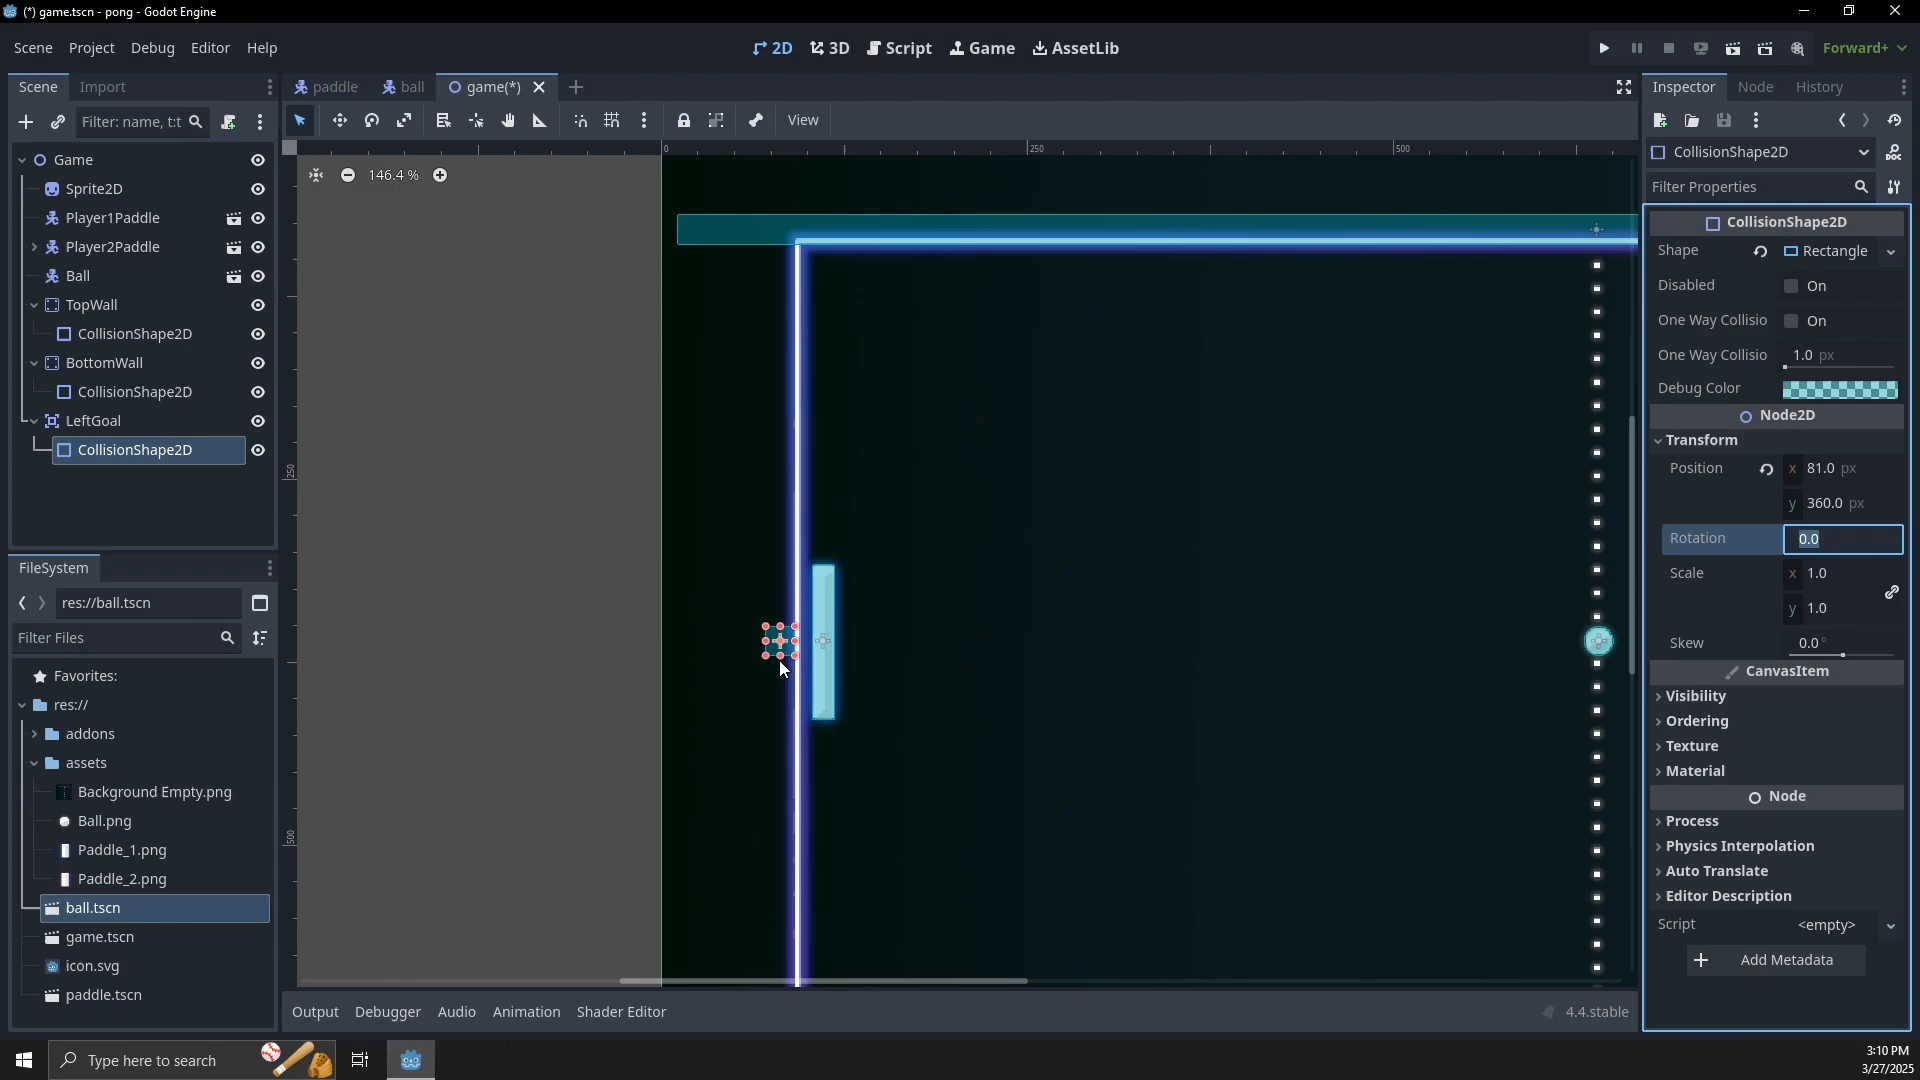 (*) game.tscn - pong - Godot Engine
Scene Project Debug Editor Help
2D 3D Script Game AssetLib
Forward+
Scene Import
paddle ball game(*)
Inspector Node History
Filter: name, t:t
View
CollisionShape2D
Filter Properties
Game
Sprite2D
Player1Paddle
Player2Paddle
Ball
TopWall
CollisionShape2D
BottomWall
CollisionShape2D
LeftGoal
CollisionShape2D
0 250 500
250
500
146.4 %
CollisionShape2D
Shape Rectangle
Disabled On
One Way Collisio On
One Way Collisio 1.0 px
Debug Color
Node2D
Transform
Position x 81.0 px
y 360.0 px
Rotation 0.0
Scale x 1.0
y 1.0
Skew 0.0°
CanvasItem
Visibility
Ordering
Texture
Material
Node
Process
Physics Interpolation
Auto Translate
Editor Description
Script <empty>
Add Metadata
FileSystem
res://ball.tscn
Filter Files
Favorites:
res://
addons
assets
Background Empty.png
Ball.png
Paddle_1.png
Paddle_2.png
ball.tscn
game.tscn
icon.svg
paddle.tscn
Output Debugger Audio Animation Shader Editor
4.4.stable
Type here to search
3:10 PM
3/27/2025